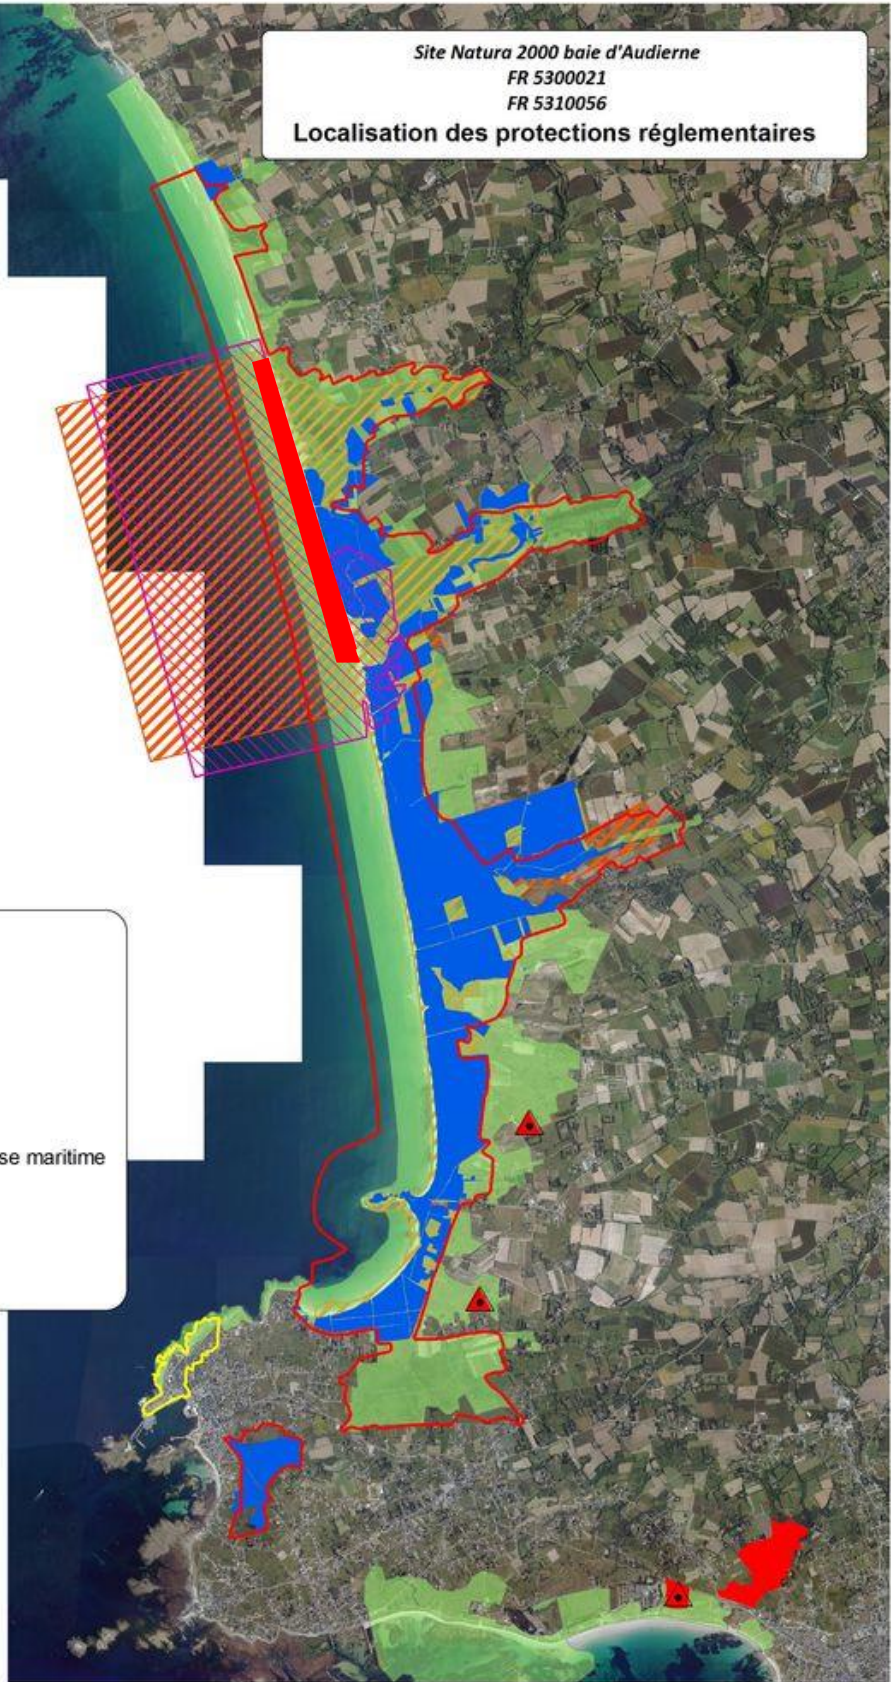 Site Natura 2000 baie d'Audierne
FR 5300021
FR 5310056
Localisation des protections réglementaires
se maritime